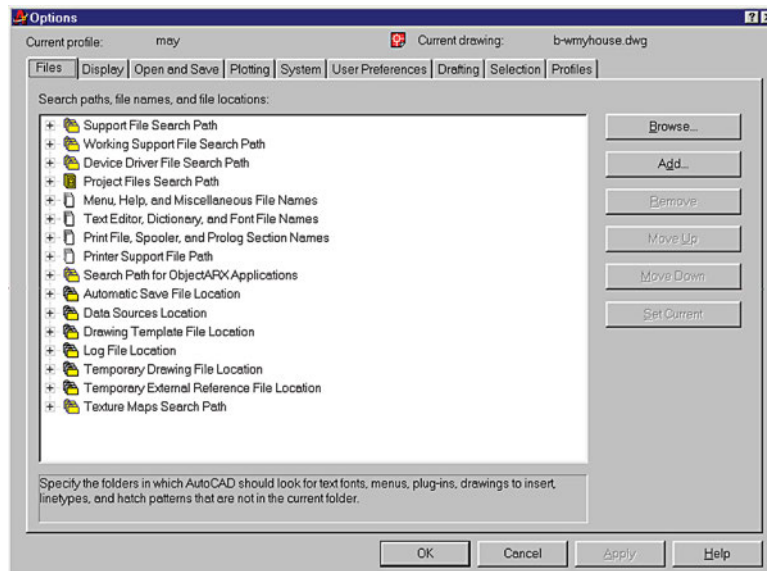 Options
Current profile: may Current drawing: b-wmyhouse.dwg
Files Display Open and Save Plotting System User Preferences Drafting Selection Profiles
Search paths, file names, and file locations:
Support File Search Path
Working Support File Search Path
Device Driver File Search Path
Project Files Search Path
Menu, Help, and Miscellaneous File Names
Text Editor, Dictionary, and Font File Names
Print File, Spooler, and Prolog Section Names
Printer Support File Path
Search Path for ObjectARX Applications
Automatic Save File Location
Data Sources Location
Drawing Template File Location
Log File Location
Temporary Drawing File Location
Temporary External Reference File Location
Texture Maps Search Path
Browse...
Add...
Remove
Move Up
Move Down
Set Current
Specify the folders in which AutoCAD should look for text fonts, menus, plug-ins, drawings to insert,
linetypes, and hatch patterns that are not in the current folder.
OK Cancel Apply Help